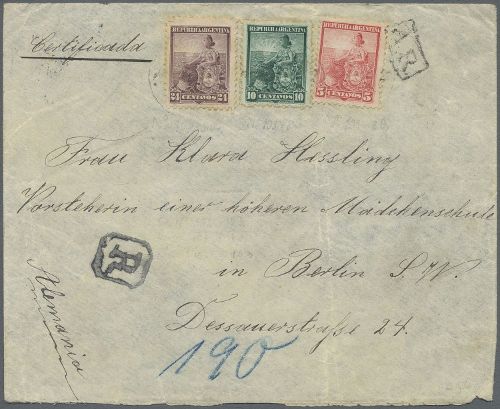 Certificada
REPUBLICA ARGENTINA
24 CENTAVOS 24
REPUBLICA ARGENTINA
10 CENTAVOS 10
REPUBLICA ARGENTINA
5 CENTAVOS 5
A.R.
Frau Klara Hessling
Vorsteherin einer höheren Mädchenschule
R
in Berlin S.W.
Alemania
Dessauerstraße 24.
190